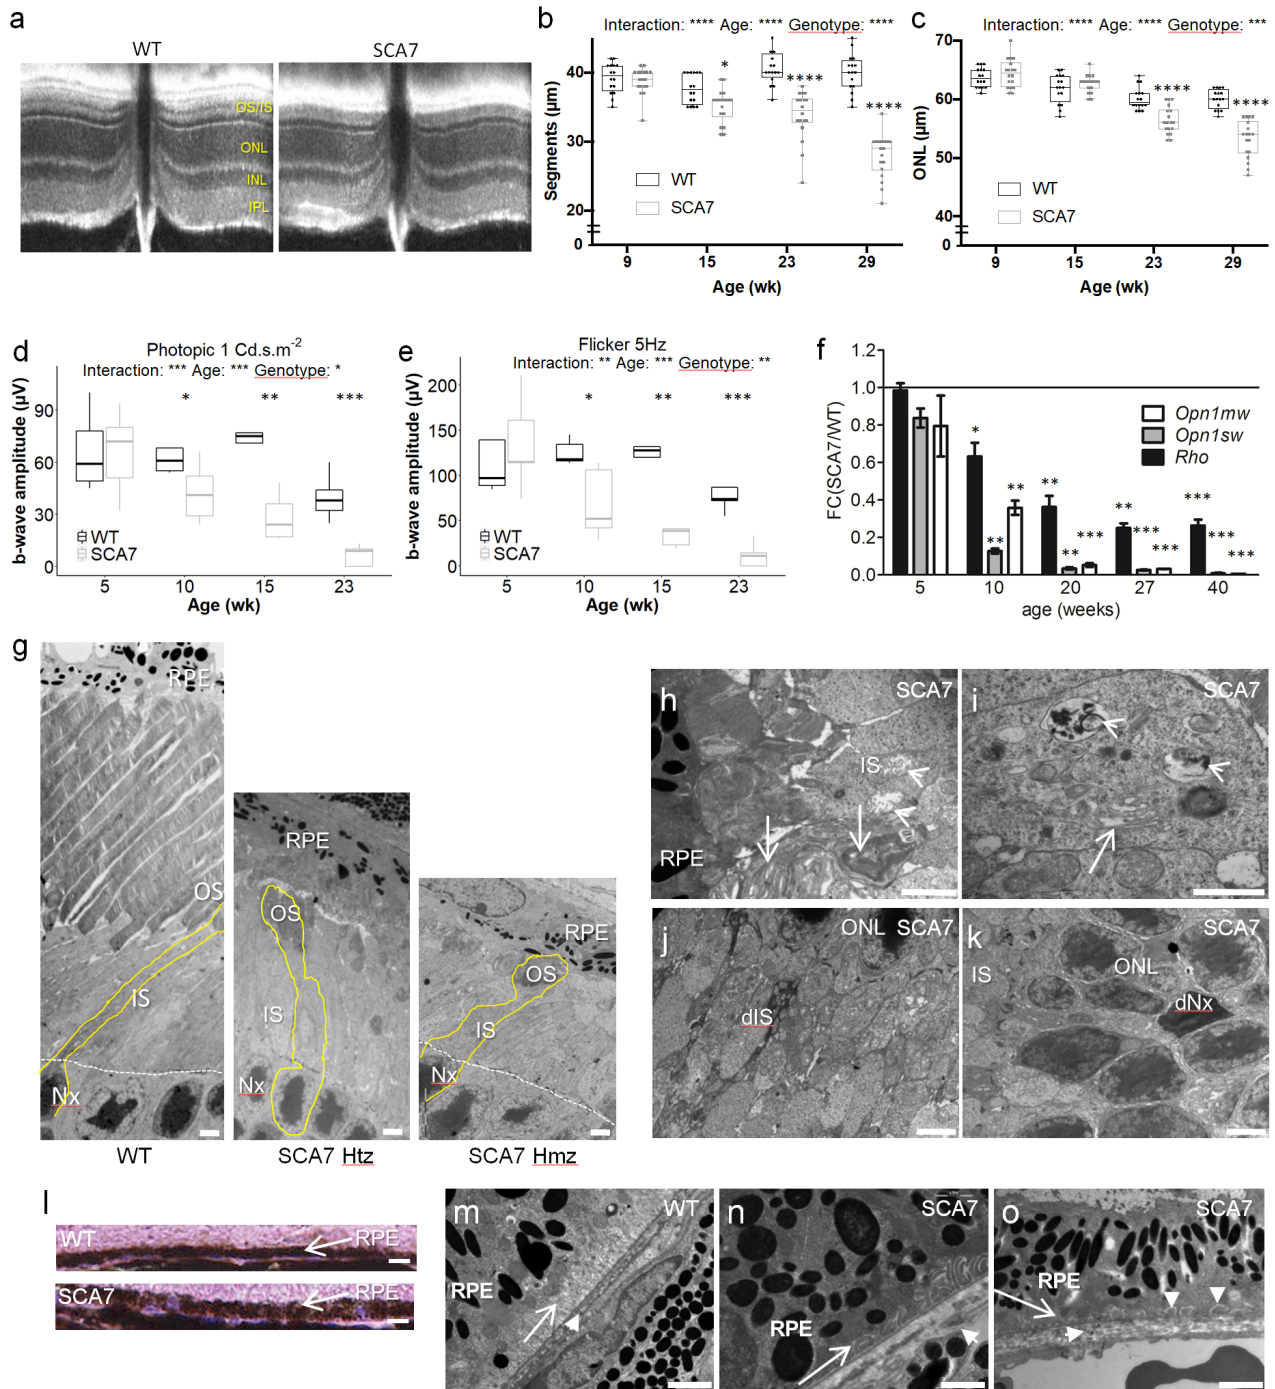 a
WT
SCA7
OS/IS
ONL
INL
IPL
b
Interaction: **** Age: **** Genotype: ****
Segments (µm)
40
30
20
0
*
****
****
WT
SCA7
9 15 23 29
Age (wk)
c
Interaction: **** Age: **** Genotype: ***
ONL (µm)
70
60
50
40
0
****
****
WT
SCA7
9 15 23 29
Age (wk)
d
Photopic 1 Cd.s.m-2
Interaction: *** Age: *** Genotype: *
b-wave amplitude (µV)
90
60
30
0
* ** ***
WT
SCA7
5 10 15 23
Age (wk)
e
Flicker 5Hz
Interaction: ** Age: *** Genotype: **
b-wave amplitude (µV)
200
150
100
50
0
* ** ***
WT
SCA7
5 10 15 23
Age (wk)
f
FC(SCA7/WT)
1.2
1.0
0.8
0.6
0.4
0.2
0.0
Opn1mw
Opn1sw
Rho
* ** **
** ** ***
** *** ***
*** *** ***
5 10 20 27 40
age (weeks)
g
RPE
OS
IS
Nx
WT
RPE
OS
IS
Nx
SCA7 Htz
RPE
OS
IS
Nx
SCA7 Hmz
h
SCA7
IS
RPE
i
SCA7
j
ONL SCA7
dIS
k
SCA7
IS
ONL
dNx
l
WT
RPE
SCA7
RPE
m
WT
RPE
n
SCA7
RPE
o
SCA7
RPE